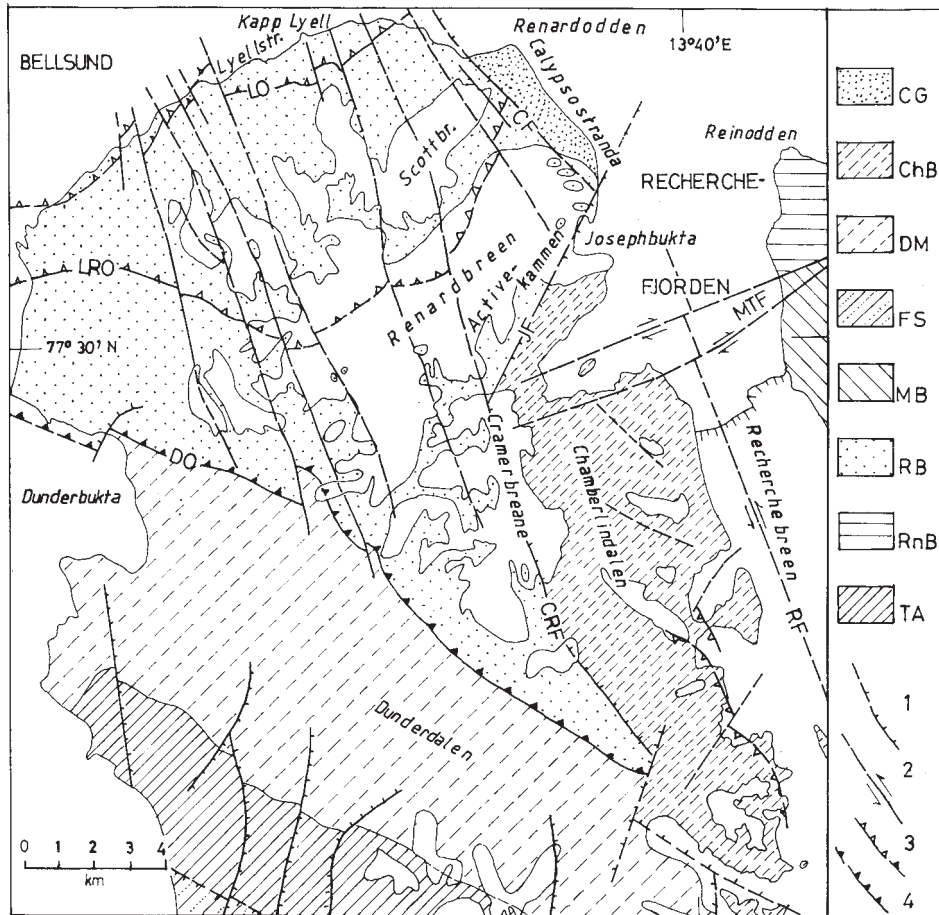 Kapp Lyell
Renardodden
13°40'E
BELLSUND
Lyellstr.
LO
CF
Calypsostranda
CG
Scottbr.
Reinodden
RECHERCHE-
ChB
LRO
Renardbreen
Active-
kammen
Josephbukta
FJORDEN
DM
MTF
JF
77°30' N
FS
MB
DO
Dunderbukta
Cramerbreane
Chamberlindalen
Recherchebreen
RB
RnB
CRF
RF
TA
Dunderdalen
1
2
3
4
0 1 2 3 4
km